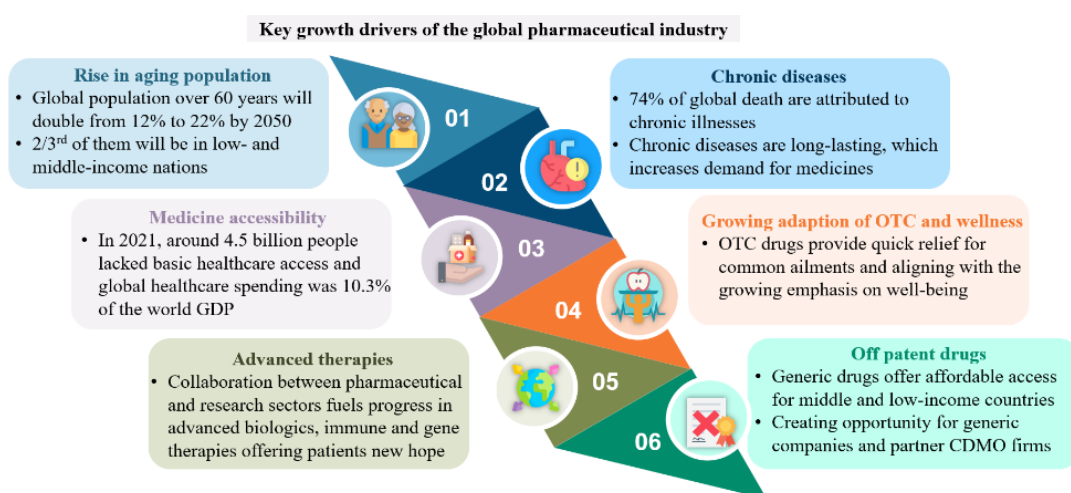 Key growth drivers of the global pharmaceutical industry
Rise in aging population
• Global population over 60 years will
double from 12% to 22% by 2050
• 2/3rd of them will be in low- and
middle-income nations
01
Chronic diseases
• 74% of global death are attributed to
chronic illnesses
• Chronic diseases are long-lasting, which
increases demand for medicines
02
Medicine accessibility
• In 2021, around 4.5 billion people
lacked basic healthcare access and
global healthcare spending was 10.3%
of the world GDP
03
Growing adaption of OTC and wellness
• OTC drugs provide quick relief for
common ailments and aligning with the
growing emphasis on well-being
04
Advanced therapies
• Collaboration between pharmaceutical
and research sectors fuels progress in
advanced biologics, immune and gene
therapies offering patients new hope
05
Off patent drugs
• Generic drugs offer affordable access
for middle and low-income countries
• Creating opportunity for generic
companies and partner CDMO firms
06